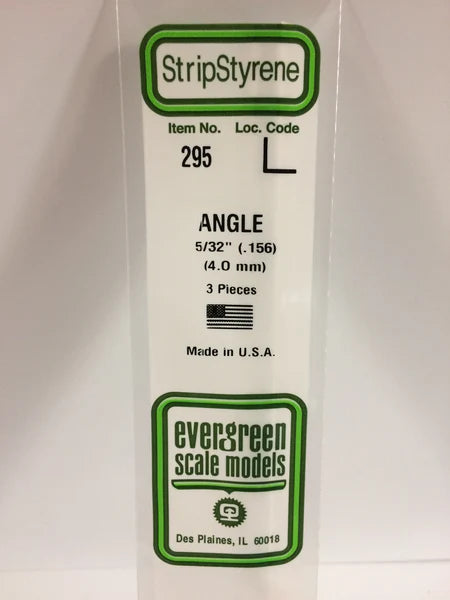 StripStyrene
Item No. Loc. Code
295 L
ANGLE
5/32" (.156)
(4.0 mm)
3 Pieces
Made in U.S.A.
evergreen
scale models
Des Plaines, IL 60018